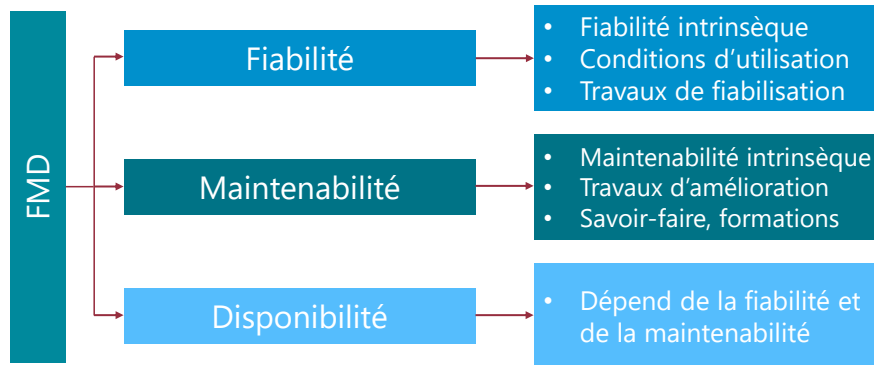 FMD
Fiabilité
• Fiabilité intrinsèque
• Conditions d’utilisation
• Travaux de fiabilisation
Maintenabilité
• Maintenabilité intrinsèque
• Travaux d’amélioration
• Savoir-faire, formations
Disponibilité
• Dépend de la fiabilité et
de la maintenabilité